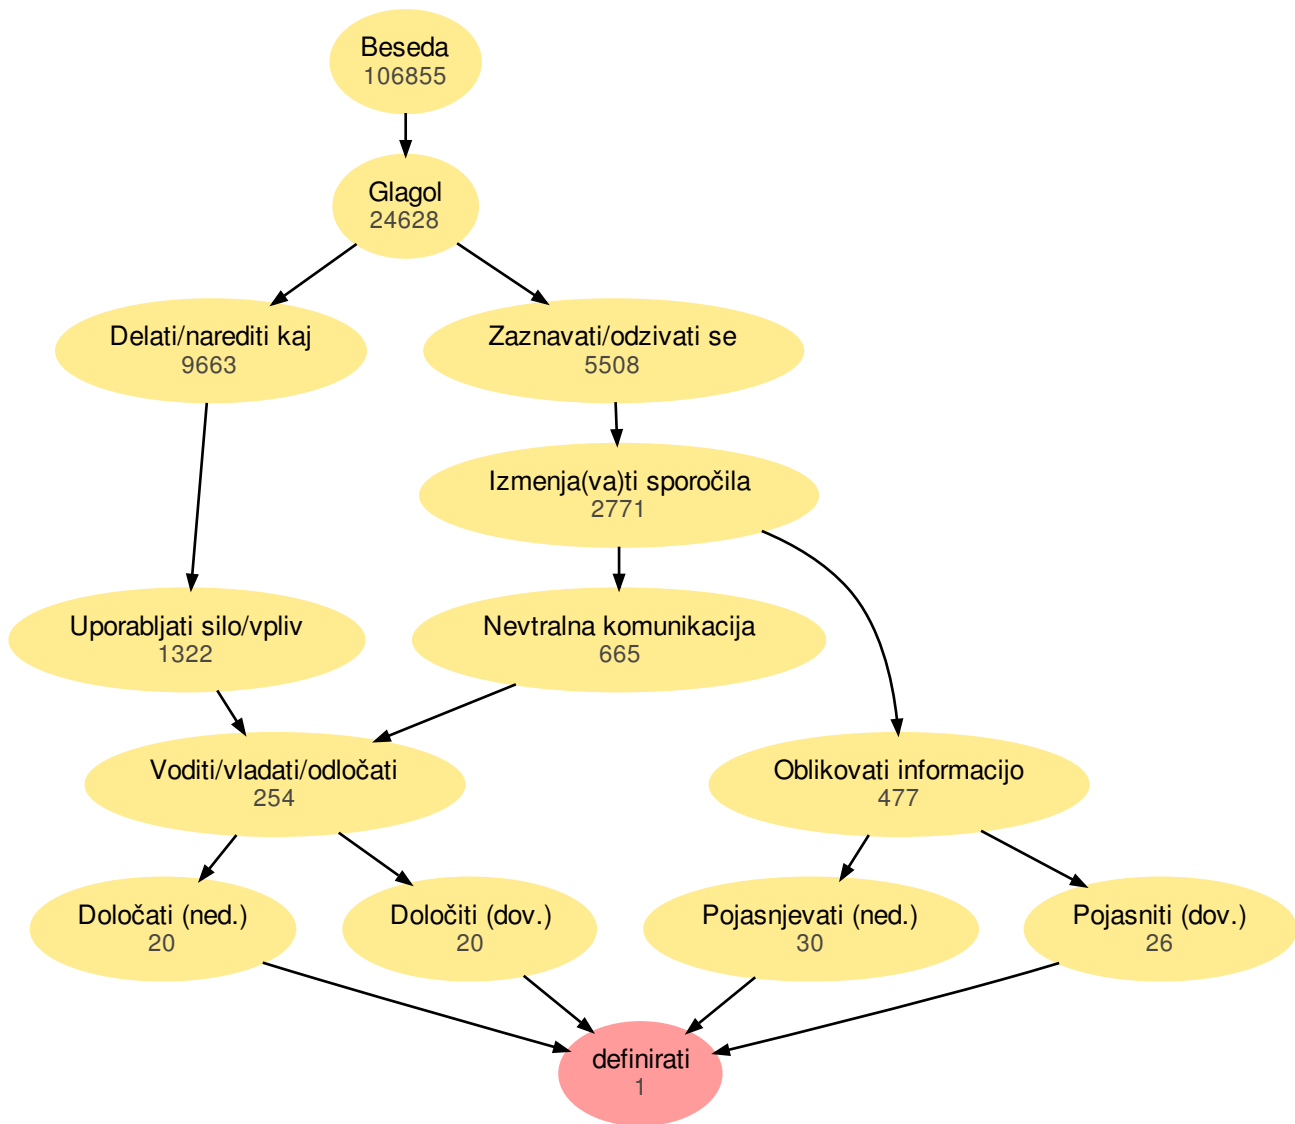 Beseda
106855
Glagol
24628
Delati/narediti kaj
9663
Zaznavati/odzivati se
5508
Izmenja(va)ti sporočila
2771
Uporabljati silo/vpliv
1322
Nevtralna komunikacija
665
Voditi/vladati/odločati
254
Oblikovati informacijo
477
Določati (ned.)
20
Določiti (dov.)
20
Pojasnjevati (ned.)
30
Pojasniti (dov.)
26
definirati
1